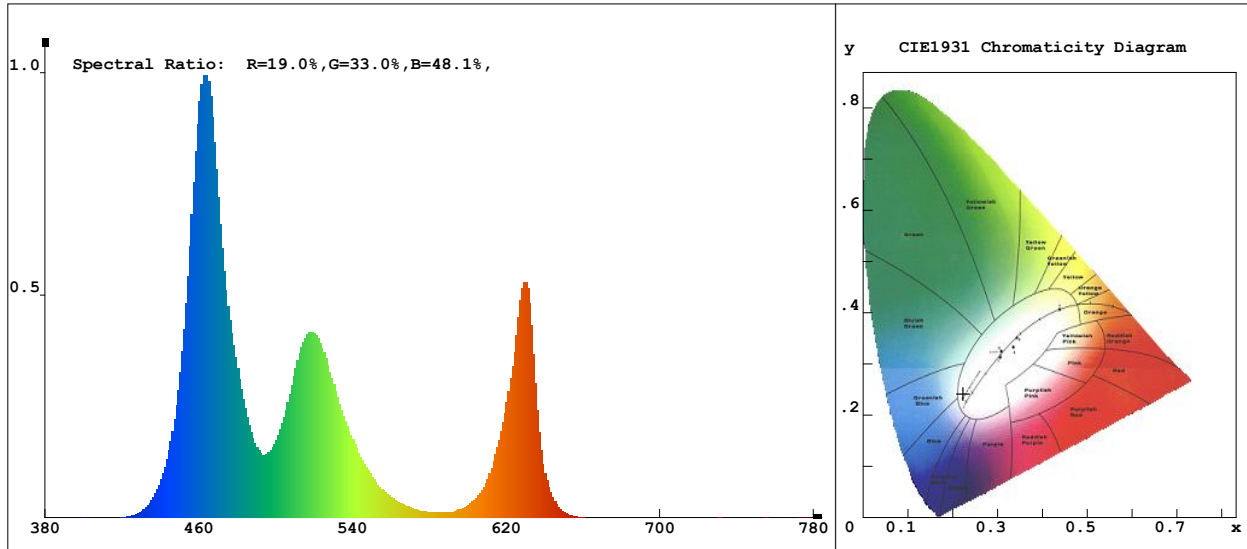 Spectral Ratio: R=19.0%,G=33.0%,B=48.1%,
1.0
0.5
380 460 540 620 700 780
y CIE1931 Chromaticity Diagram
.8
.6
.4
.2
0 0.1 0.3 0.5 0.7 x
Yellowish
Green
Green
Yellow
Green
Greenish
Yellow
Yellow
Orange
Yellow
Orange
Bluish
Green
Yellowish
Pink
Reddish
Orange
Pink
Red
Purplish
Pink
Greenish
Blue
Purplish
Red
Blue
Purple
Reddish
Purple